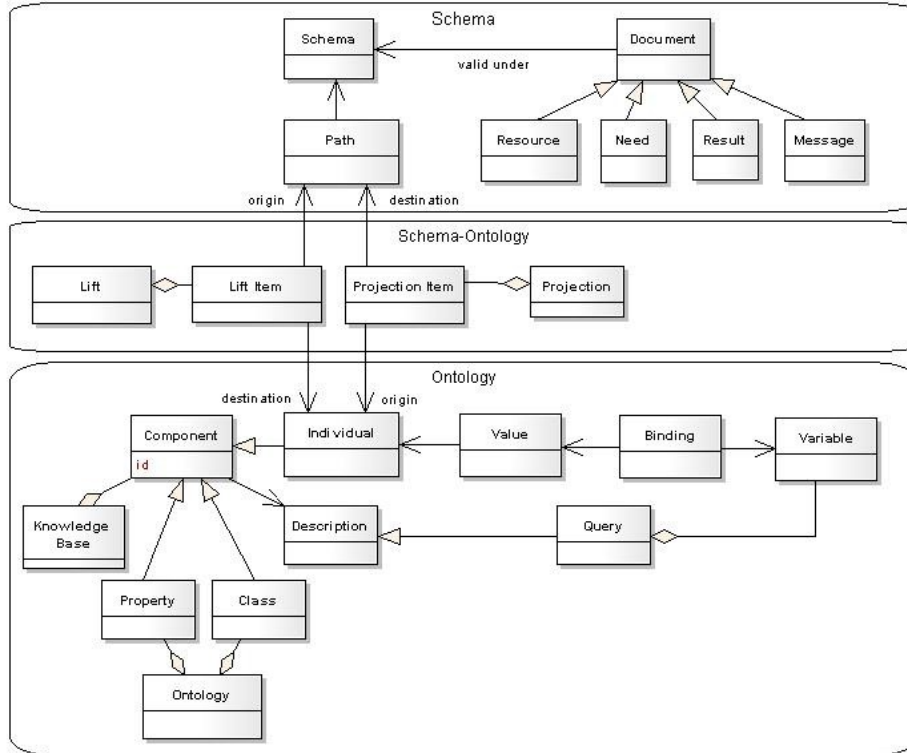 Schema
Schema
Document
valid under
Path
Resource
Need
Result
Message
origin
destination
Schema-Ontology
Lift
Lift Item
Projection Item
Projection
Ontology
destination
origin
Component
id
Individual
Value
Binding
Variable
Knowledge
Base
Description
Query
Property
Class
Ontology